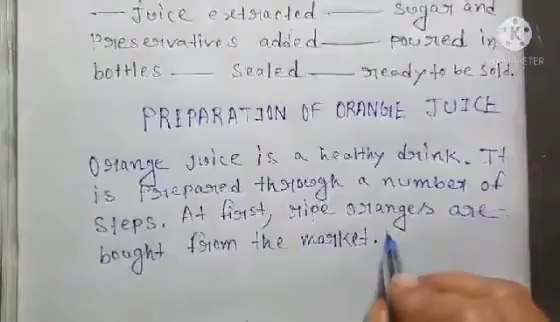 — Juice extracted — sugar and
Preservatives added — poured in
bottles — sealed — ready to be sold.
PREPARATION OF ORANGE JUICE
Orange juice is a healthy drink. It
is prepared through a number of
steps. At first, ripe oranges are
bought from the market.